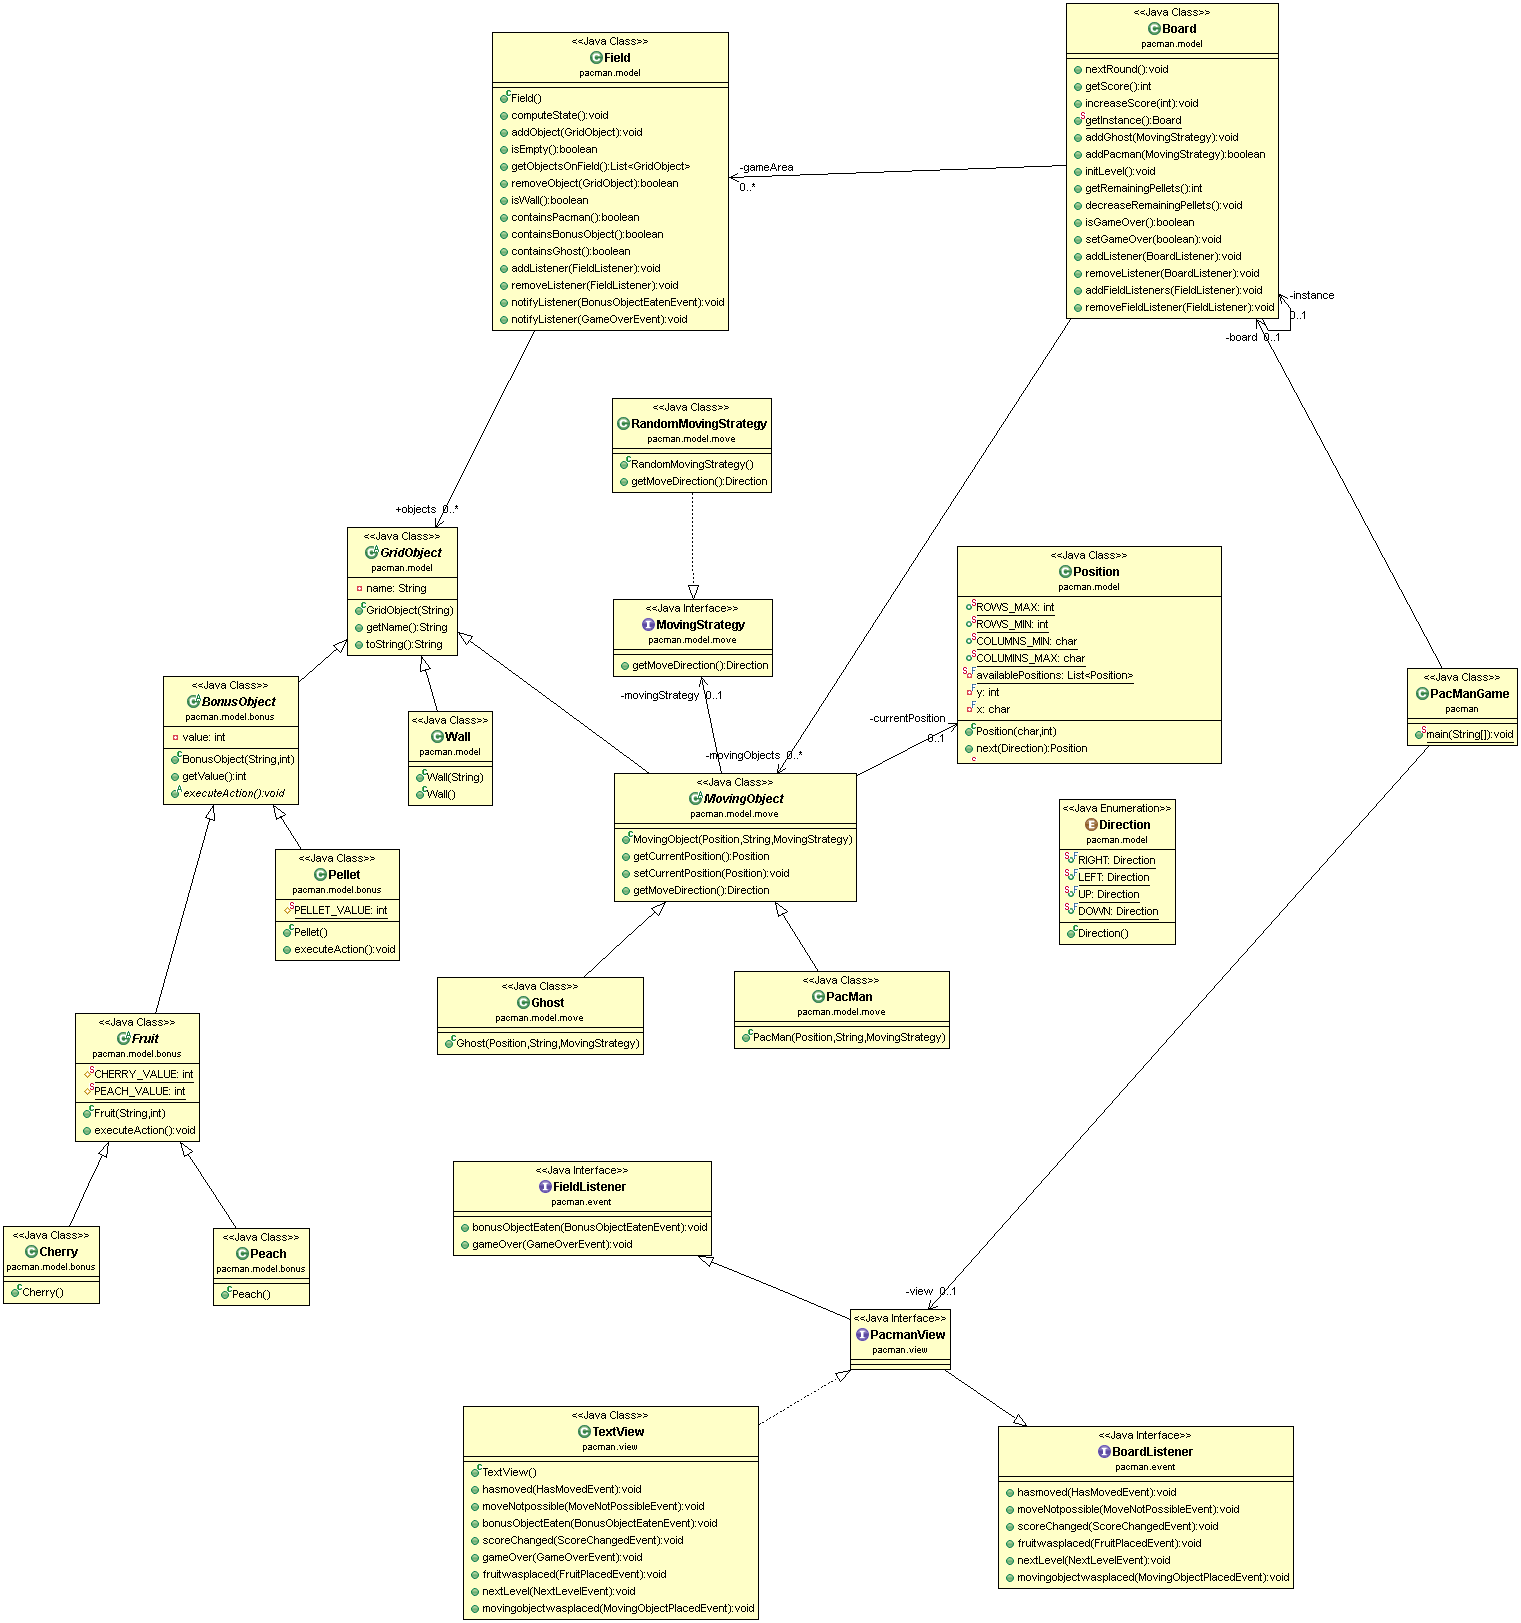 <<Java Class>>
Field
pacman.model
Field()
computeState():void
addObject(GridObject):void
isEmpty():boolean
getObjectsOnField():List<GridObject>
removeObject(GridObject):boolean
isWall():boolean
containsPacman():boolean
containsBonusObject():boolean
containsGhost():boolean
addListener(FieldListener):void
removeListener(FieldListener):void
notifyListener(BonusObjectEatenEvent):void
notifyListener(GameOverEvent):void
<<Java Class>>
Board
pacman.model
nextRound():void
getScore():int
increaseScore(int):void
getInstance():Board
addGhost(MovingStrategy):void
addPacman(MovingStrategy):boolean
initLevel():void
getRemainingPellets():int
decreaseRemainingPellets():void
isGameOver():boolean
setGameOver(boolean):void
addListener(BoardListener):void
removeListener(BoardListener):void
addFieldListeners(FieldListener):void
removeFieldListener(FieldListener):void
-gameArea
0..*
-instance
0..1
-board 0..1
<<Java Class>>
RandomMovingStrategy
pacman.model.move
RandomMovingStrategy()
getMoveDirection():Direction
+objects 0..*
<<Java Class>>
GridObject
pacman.model
name: String
GridObject(String)
getName():String
toString():String
<<Java Interface>>
MovingStrategy
pacman.model.move
getMoveDirection():Direction
-movingStrategy 0..1
<<Java Class>>
Position
pacman.model
ROWS_MAX: int
ROWS_MIN: int
COLUMNS_MIN: char
COLUMINS_MAX: char
availablePositions: List<Position>
y: int
x: char
Position(char,int)
next(Direction):Position
-currentPosition
0..1
<<Java Class>>
PacManGame
pacman
main(String[]):void
<<Java Class>>
BonusObject
pacman.model.bonus
value: int
BonusObject(String,int)
getValue():int
executeAction():void
<<Java Class>>
Wall
pacman.model
Wall(String)
Wall()
-movingObjects 0..*
<<Java Class>>
MovingObject
pacman.model.move
MovingObject(Position,String,MovingStrategy)
getCurrentPosition():Position
setCurrentPosition(Position):void
getMoveDirection():Direction
<<Java Enumeration>>
Direction
pacman.model
RIGHT: Direction
LEFT: Direction
UP: Direction
DOWN: Direction
Direction()
<<Java Class>>
Pellet
pacman.model.bonus
PELLET_VALUE: int
Pellet()
executeAction():void
<<Java Class>>
Ghost
pacman.model.move
Ghost(Position,String,MovingStrategy)
<<Java Class>>
PacMan
pacman.model.move
PacMan(Position,String,MovingStrategy)
<<Java Class>>
Fruit
pacman.model.bonus
CHERRY_VALUE: int
PEACH_VALUE: int
Fruit(String,int)
executeAction():void
<<Java Interface>>
FieldListener
pacman.event
bonusObjectEaten(BonusObjectEatenEvent):void
gameOver(GameOverEvent):void
<<Java Class>>
Cherry
pacman.model.bonus
Cherry()
<<Java Class>>
Peach
pacman.model.bonus
Peach()
-view 0..1
<<Java Interface>>
PacmanView
pacman.view
<<Java Class>>
TextView
pacman.view
TextView()
hasmoved(HasMovedEvent):void
moveNotpossible(MoveNotPossibleEvent):void
bonusObjectEaten(BonusObjectEatenEvent):void
scoreChanged(ScoreChangedEvent):void
gameOver(GameOverEvent):void
fruitwasplaced(FruitPlacedEvent):void
nextLevel(NextLevelEvent):void
movingobjectwasplaced(MovingObjectPlacedEvent):void
<<Java Interface>>
BoardListener
pacman.event
hasmoved(HasMovedEvent):void
moveNotpossible(MoveNotPossibleEvent):void
scoreChanged(ScoreChangedEvent):void
fruitwasplaced(FruitPlacedEvent):void
nextLevel(NextLevelEvent):void
movingobjectwasplaced(MovingObjectPlacedEvent):void